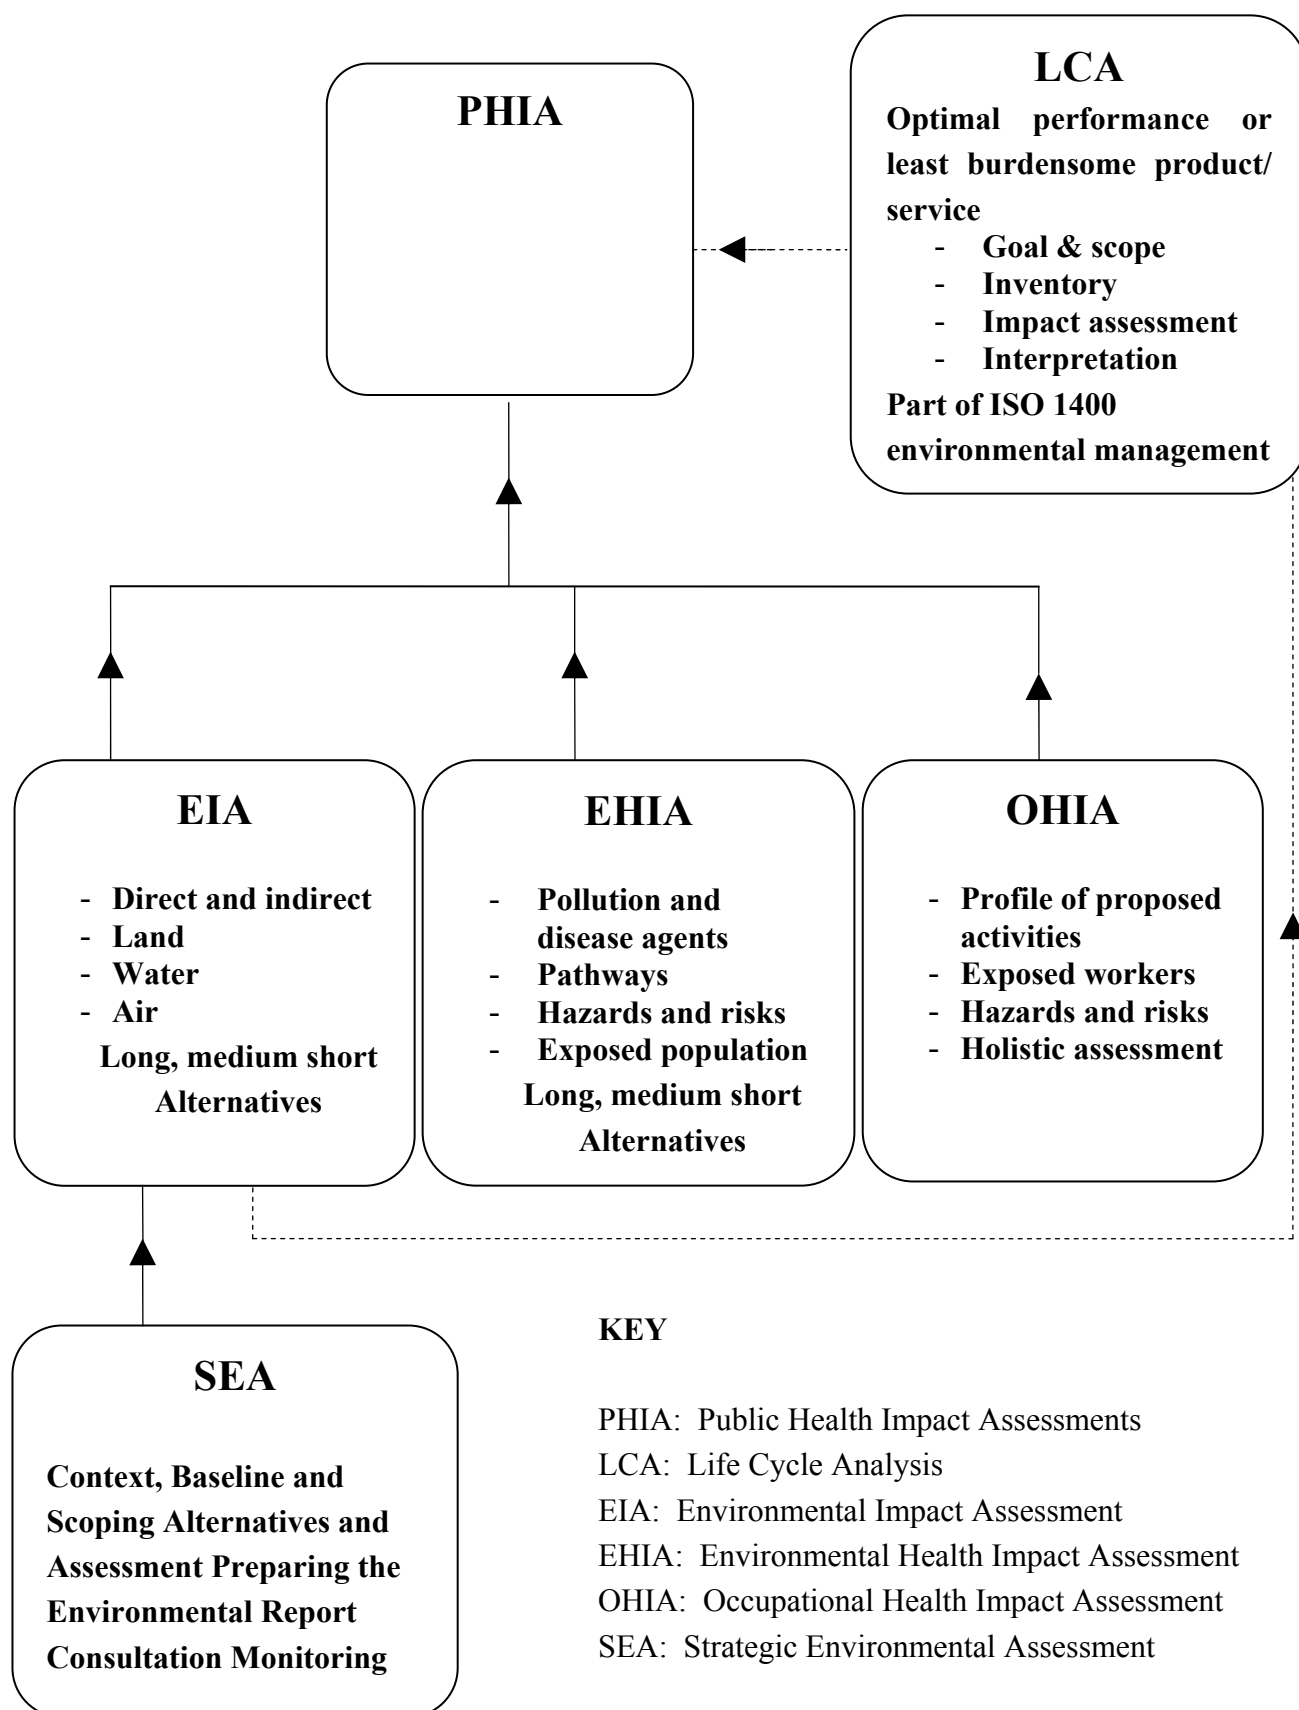 PHIA
LCA
Optimal performance or
least burdensome product/
service
- Goal & scope
- Inventory
- Impact assessment
- Interpretation
Part of ISO 1400
environmental management
EIA
- Direct and indirect
- Land
- Water
- Air
Long, medium short
Alternatives
EHIA
- Pollution and
disease agents
- Pathways
- Hazards and risks
- Exposed population
Long, medium short
Alternatives
OHIA
- Profile of proposed
activities
- Exposed workers
- Hazards and risks
- Holistic assessment
SEA
Context, Baseline and
Scoping Alternatives and
Assessment Preparing the
Environmental Report
Consultation Monitoring
KEY
PHIA: Public Health Impact Assessments
LCA: Life Cycle Analysis
EIA: Environmental Impact Assessment
EHIA: Environmental Health Impact Assessment
OHIA: Occupational Health Impact Assessment
SEA: Strategic Environmental Assessment